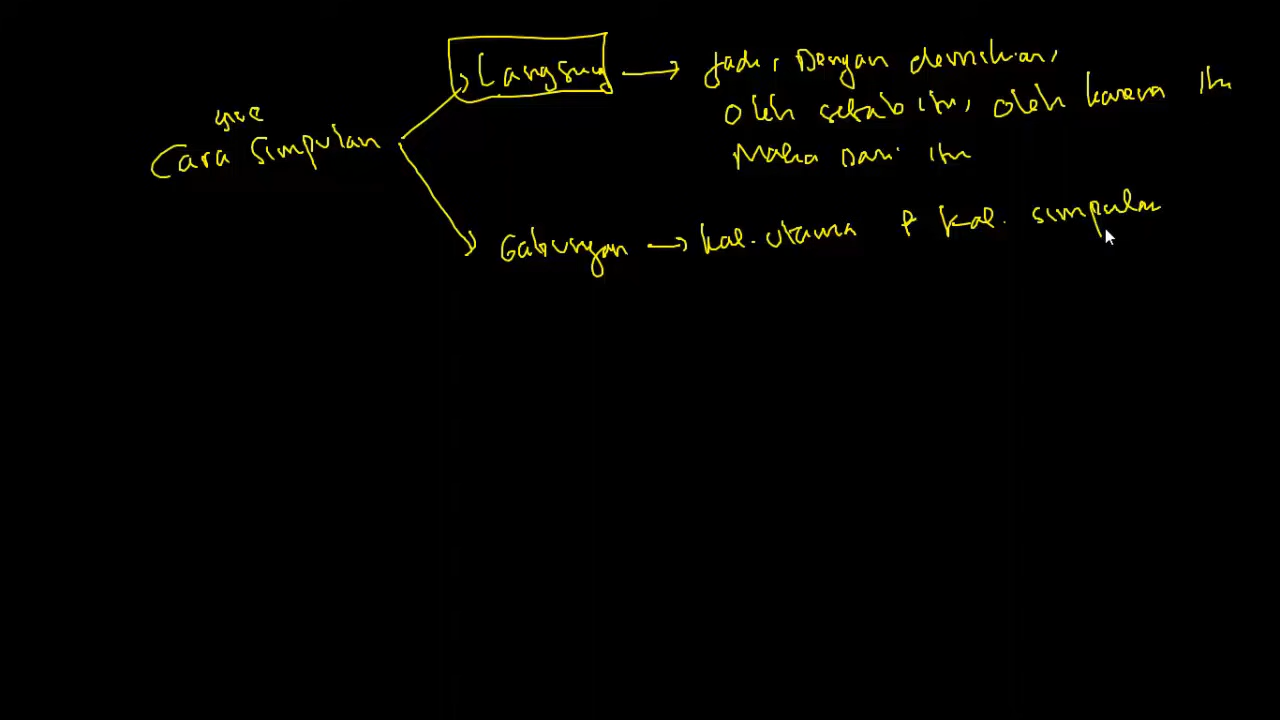 Cara Simpulan
Langsung → Jadi, Dengan demikian,
oleh sebab itu, oleh karena itu
Maka Dari itu
Gabungan → kal. utama & kal. simpulan